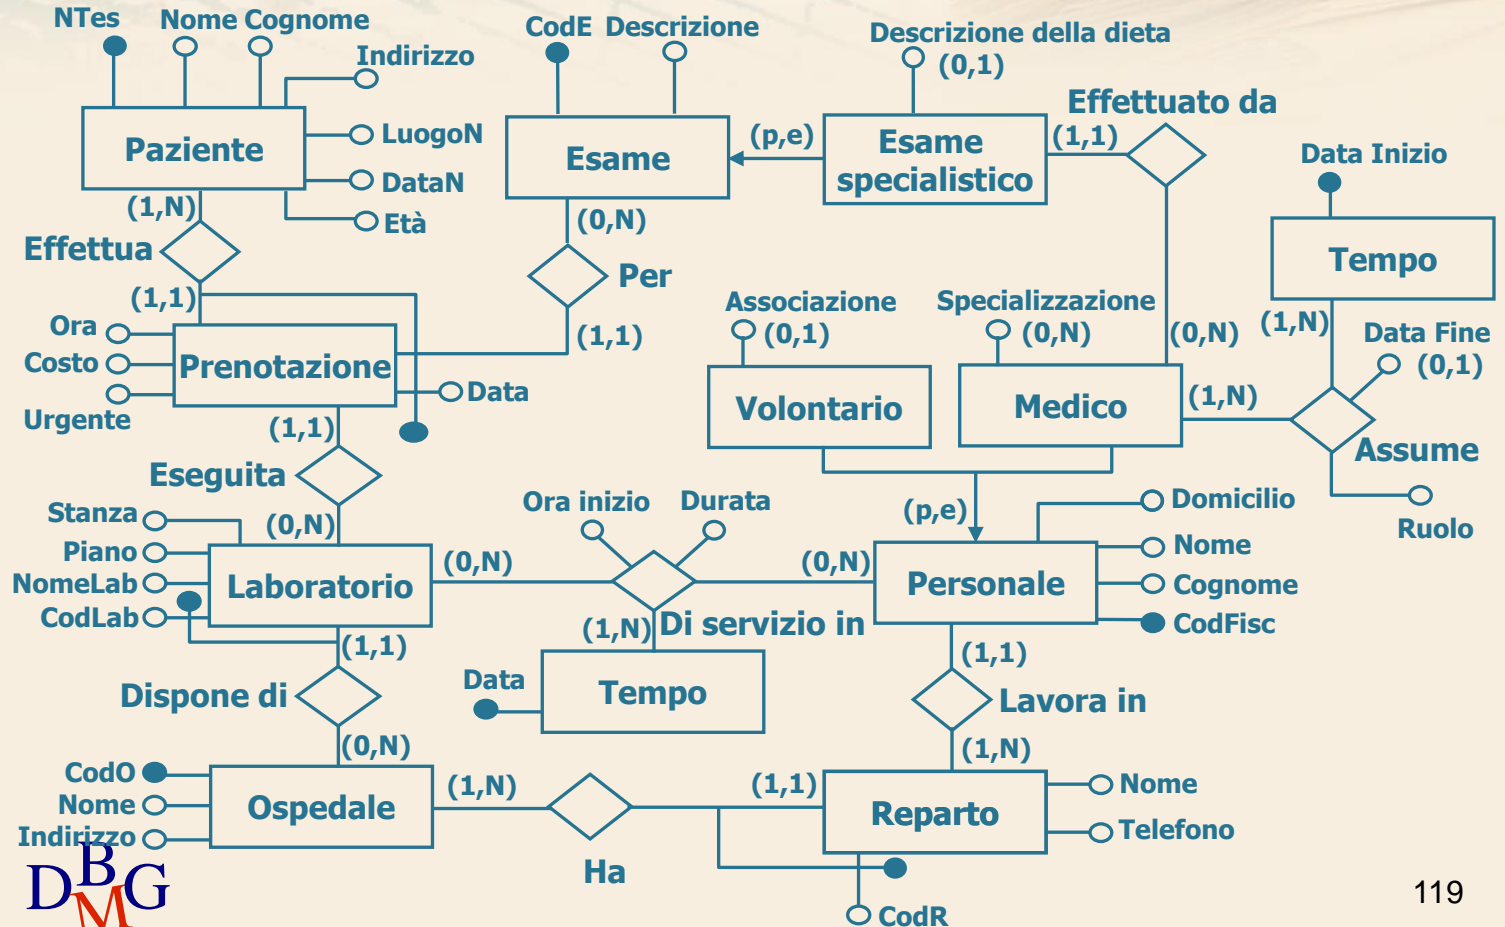 NTes
Nome Cognome
CodE Descrizione
Descrizione della dieta
(0,1)
Indirizzo
Effettuato da
Paziente
LuogoN
DataN
Età
Esame
(p,e)
Esame
specialistico
(1,1)
Data Inizio
Tempo
(1,N)
Effettua
(1,1)
(0,N)
Per
(1,1)
Associazione
(0,1)
Specializzazione
(0,N)
(0,N)
(1,N)
Data Fine
(0,1)
Ora
Costo
Urgente
Prenotazione
Data
Volontario
Medico
(1,N)
Assume
Ruolo
(1,1)
Eseguita
(0,N)
Stanza
Piano
NomeLab
CodLab
Laboratorio
(0,N)
Ora inizio
Durata
(0,N)
(p,e)
Personale
Domicilio
Nome
Cognome
CodFisc
(1,N)
Di servizio in
(1,1)
(1,1)
Dispone di
Data
Tempo
Lavora in
(0,N)
(1,N)
CodO
Nome
Indirizzo
Ospedale
(1,N)
Ha
(1,1)
Reparto
Nome
Telefono
CodR
DBMG
119